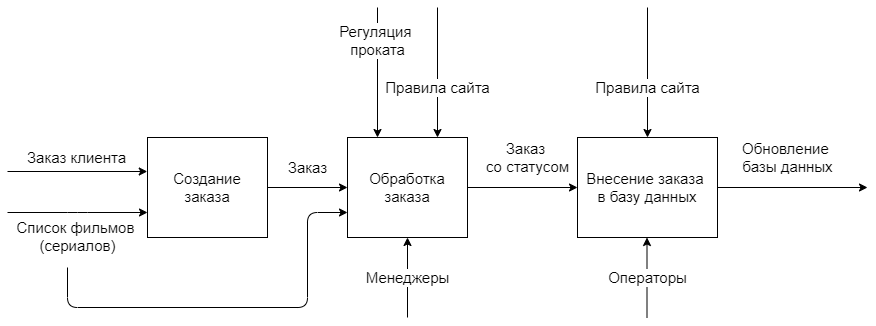 Регуляция
проката
Правила сайта
Правила сайта
Заказ клиента
Создание
заказа
Заказ
Обработка
заказа
Заказ
со статусом
Внесение заказа
в базу данных
Обновление
базы данных
Список фильмов
(сериалов)
Менеджеры
Операторы